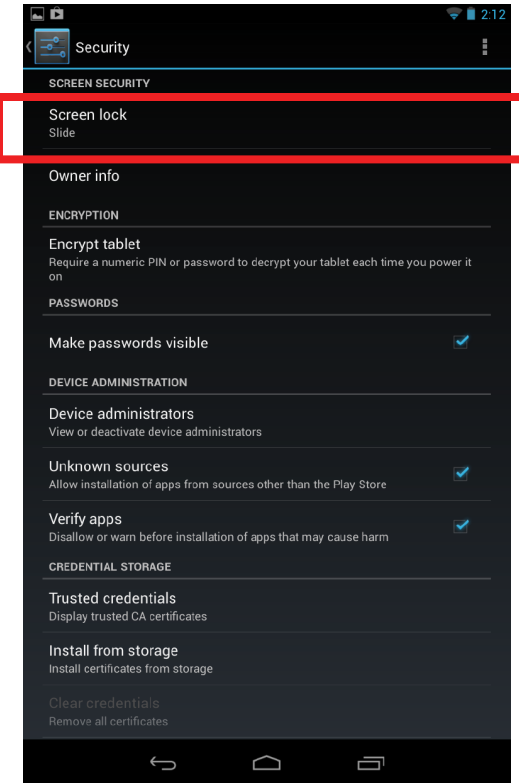 2:12
Security
SCREEN SECURITY
Screen lock
Slide
Owner info
ENCRYPTION
Encrypt tablet
Require a numeric PIN or password to decrypt your tablet each time you power it
on
PASSWORDS
Make passwords visible
DEVICE ADMINISTRATION
Device administrators
View or deactivate device administrators
Unknown sources
Allow installation of apps from sources other than the Play Store
Verify apps
Disallow or warn before installation of apps that may cause harm
CREDENTIAL STORAGE
Trusted credentials
Display trusted CA certificates
Install from storage
Install certificates from storage
Clear credentials
Remove all certificates